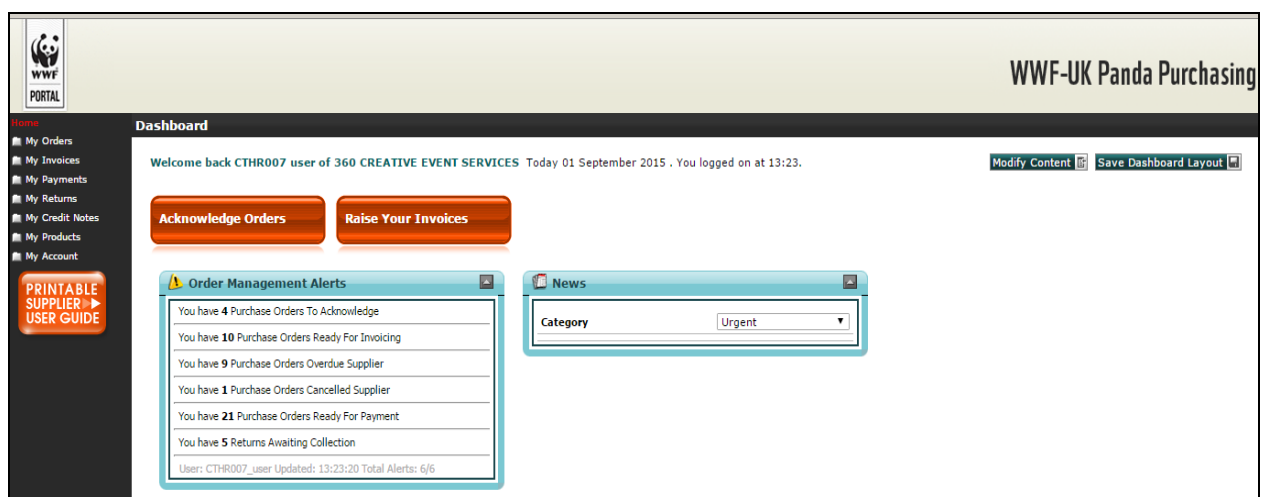 WWF
PORTAL
WWF-UK Panda Purchasing
Home
My Orders
My Invoices
My Payments
My Returns
My Credit Notes
My Products
My Account
PRINTABLE
SUPPLIER
USER GUIDE
Dashboard
Welcome back CTHR007 user of 360 CREATIVE EVENT SERVICES Today 01 September 2015 . You logged on at 13:23.
Modify Content
Save Dashboard Layout
Acknowledge Orders
Raise Your Invoices
Order Management Alerts
You have 4 Purchase Orders To Acknowledge
You have 10 Purchase Orders Ready For Invoicing
You have 9 Purchase Orders Overdue Supplier
You have 1 Purchase Orders Cancelled Supplier
You have 21 Purchase Orders Ready For Payment
You have 5 Returns Awaiting Collection
User: CTHR007_user Updated: 13:23:20 Total Alerts: 6/6
News
Category
Urgent